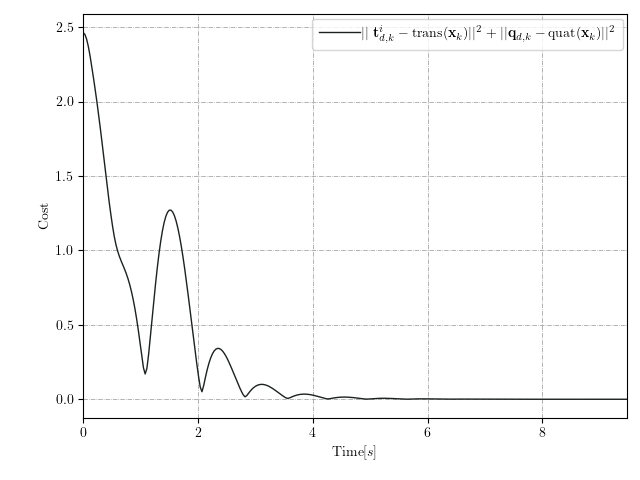 || t^i_{d,k} − trans(x_k)||^2 + ||q_{d,k} − quat(x_k)||^2
2.5
2.0
1.5
1.0
0.5
0.0
Cost
0 2 4 6 8
Time[s]